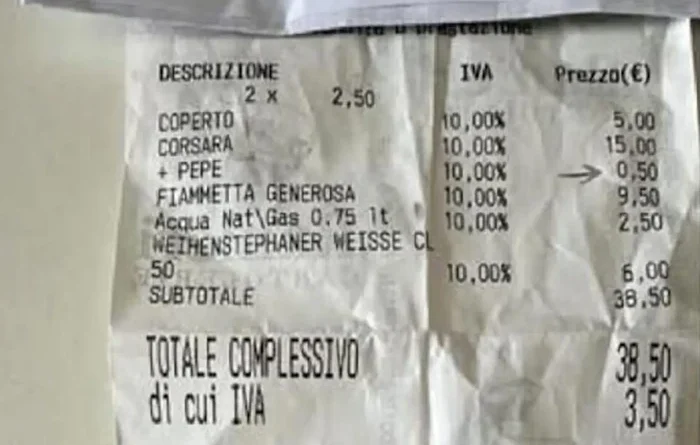 DESCRIZIONE IVA Prezzo(€)
2 x 2,50
COPERTO 10,00% 5,00
CORSARA 10,00% 15,00
+ PEPE 10,00% 0,50
FIAMMETTA GENEROSA 10,00% 9,50
Acqua Nat\Gas 0.75 lt 10,00% 2,50
WEIHENSTEPHANER WEISSE CL
50 10,00% 6,00
SUBTOTALE 38,50
TOTALE COMPLESSIVO 38,50
di cui IVA 3,50